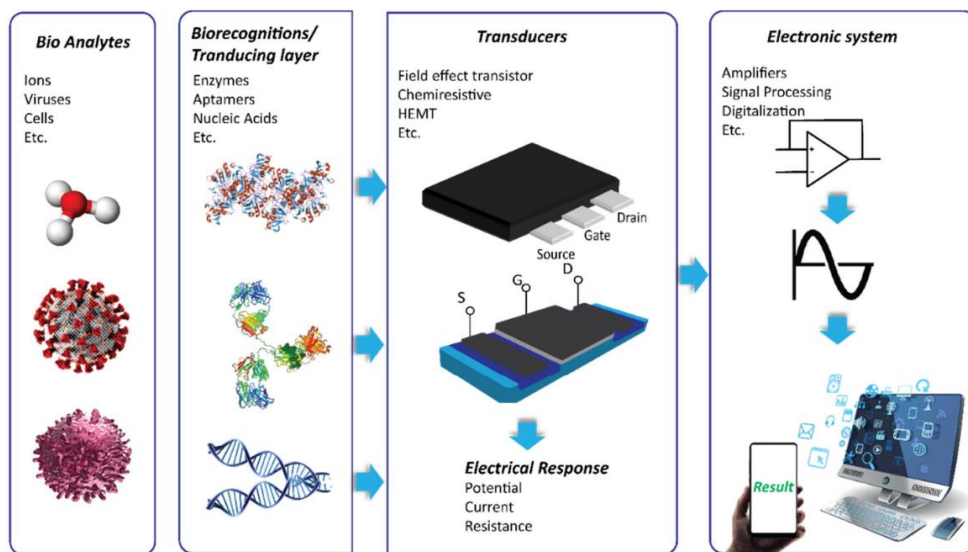 Bio Analytes
Ions
Viruses
Cells
Etc.
Biorecognitions/
Tranducing layer
Enzymes
Aptamers
Nucleic Acids
Etc.
Transducers
Field effect transistor
Chemiresistive
HEMT
Etc.
Drain
Gate
Source
D
G
S
Electrical Response
Potential
Current
Resistance
Electronic system
Amplifiers
Signal Processing
Digitalization
Etc.
+
-
Result